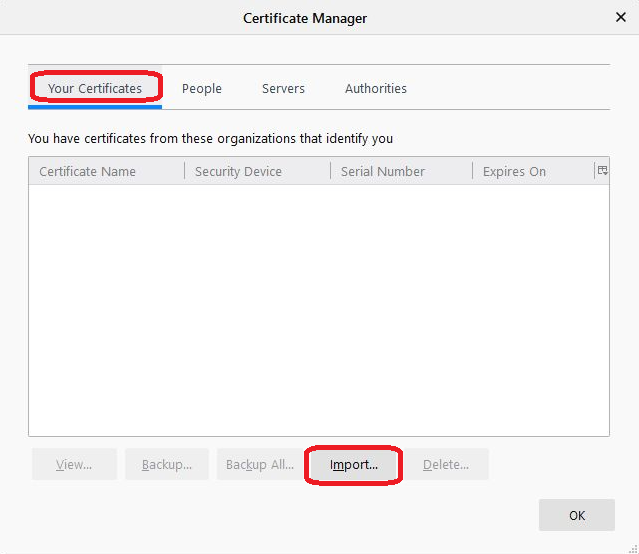 Certificate Manager
Your Certificates People Servers Authorities
You have certificates from these organizations that identify you
Certificate Name Security Device Serial Number Expires On
View... Backup... Backup All... Import... Delete...
OK